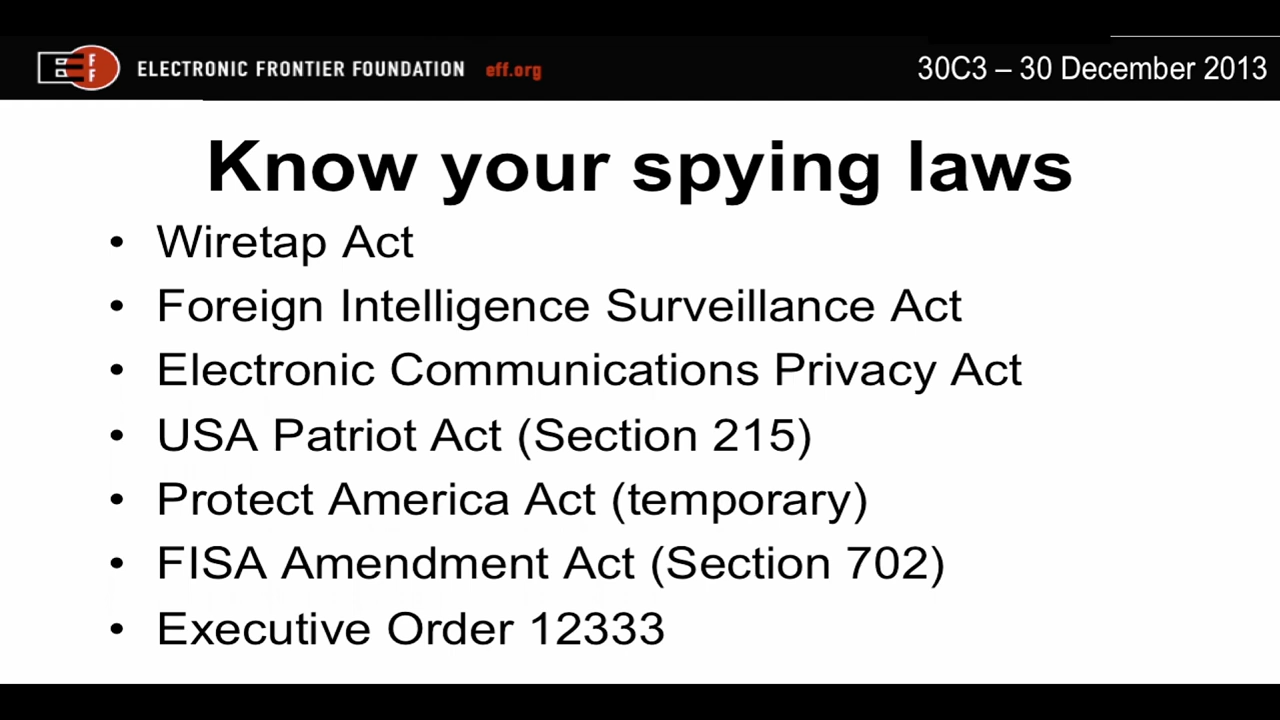 EFF ELECTRONIC FRONTIER FOUNDATION eff.org 30C3 – 30 December 2013
Know your spying laws
• Wiretap Act
• Foreign Intelligence Surveillance Act
• Electronic Communications Privacy Act
• USA Patriot Act (Section 215)
• Protect America Act (temporary)
• FISA Amendment Act (Section 702)
• Executive Order 12333